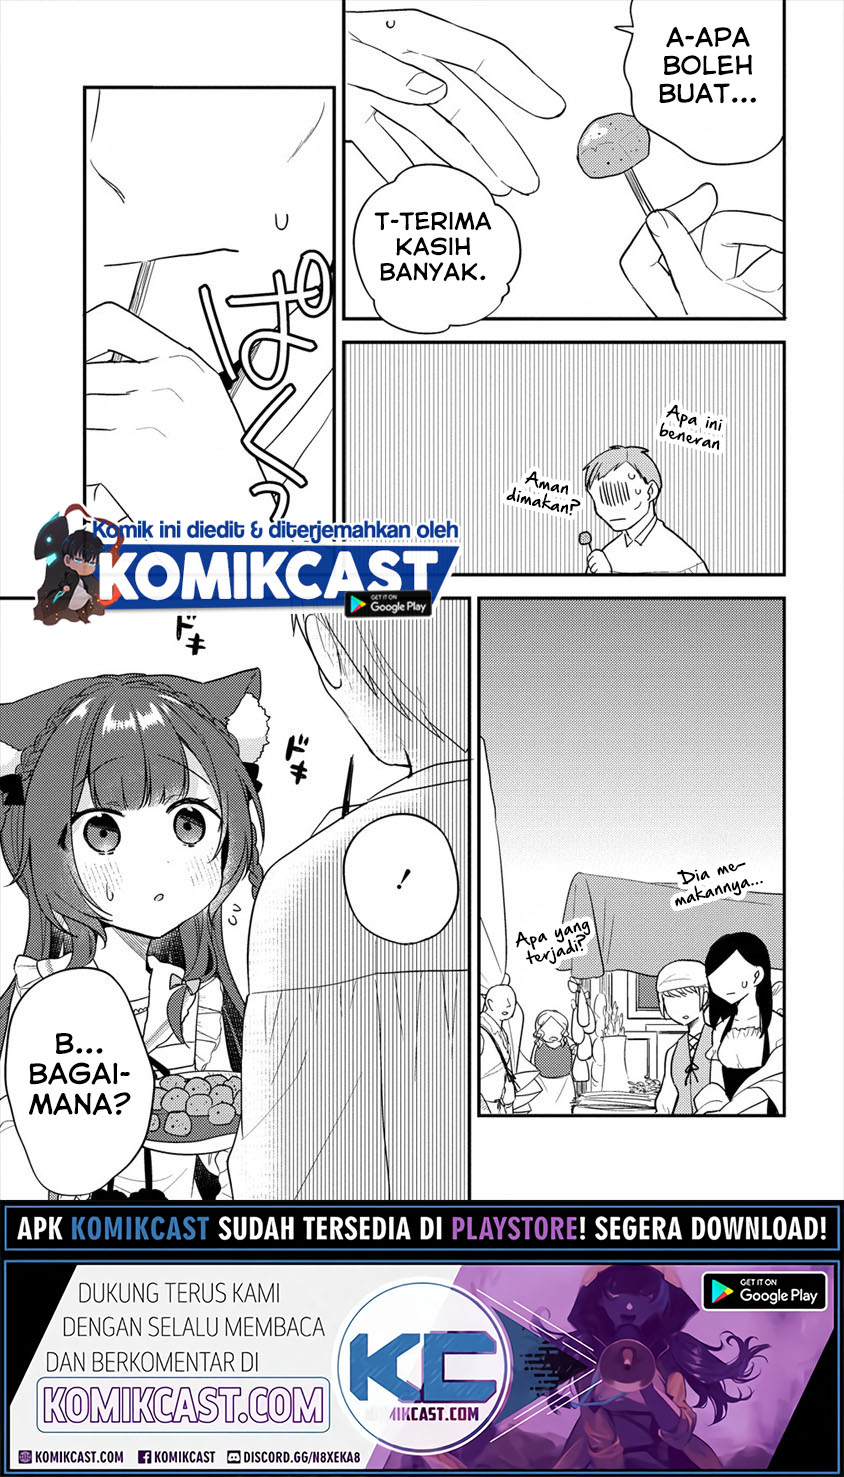 A-APA
BOLEH
BUAT...
T-TERIMA
KASIH
BANYAK.
ぱくっ
Apa ini
beneran
Aman
dimakan?
Komik ini diedit & diterjemahkan oleh
KOMIKCAST
GET IT ON
Google Play
Dia me-
makannya...
Apa yang
terjadi?
ドキ
ドキ
!
B...
BAGAI-
MANA?
APK KOMIKCAST SUDAH TERSEDIA DI PLAYSTORE! SEGERA DOWNLOAD!
DUKUNG TERUS KAMI
DENGAN SELALU MEMBACA
DAN BERKOMENTAR DI
KOMIKCAST.COM
KOMIKCAST.COM
KOMIKCAST
DISCORD.GG/N8XEKA8
KC
KOMIKCAST.COM
GET IT ON
Google Play